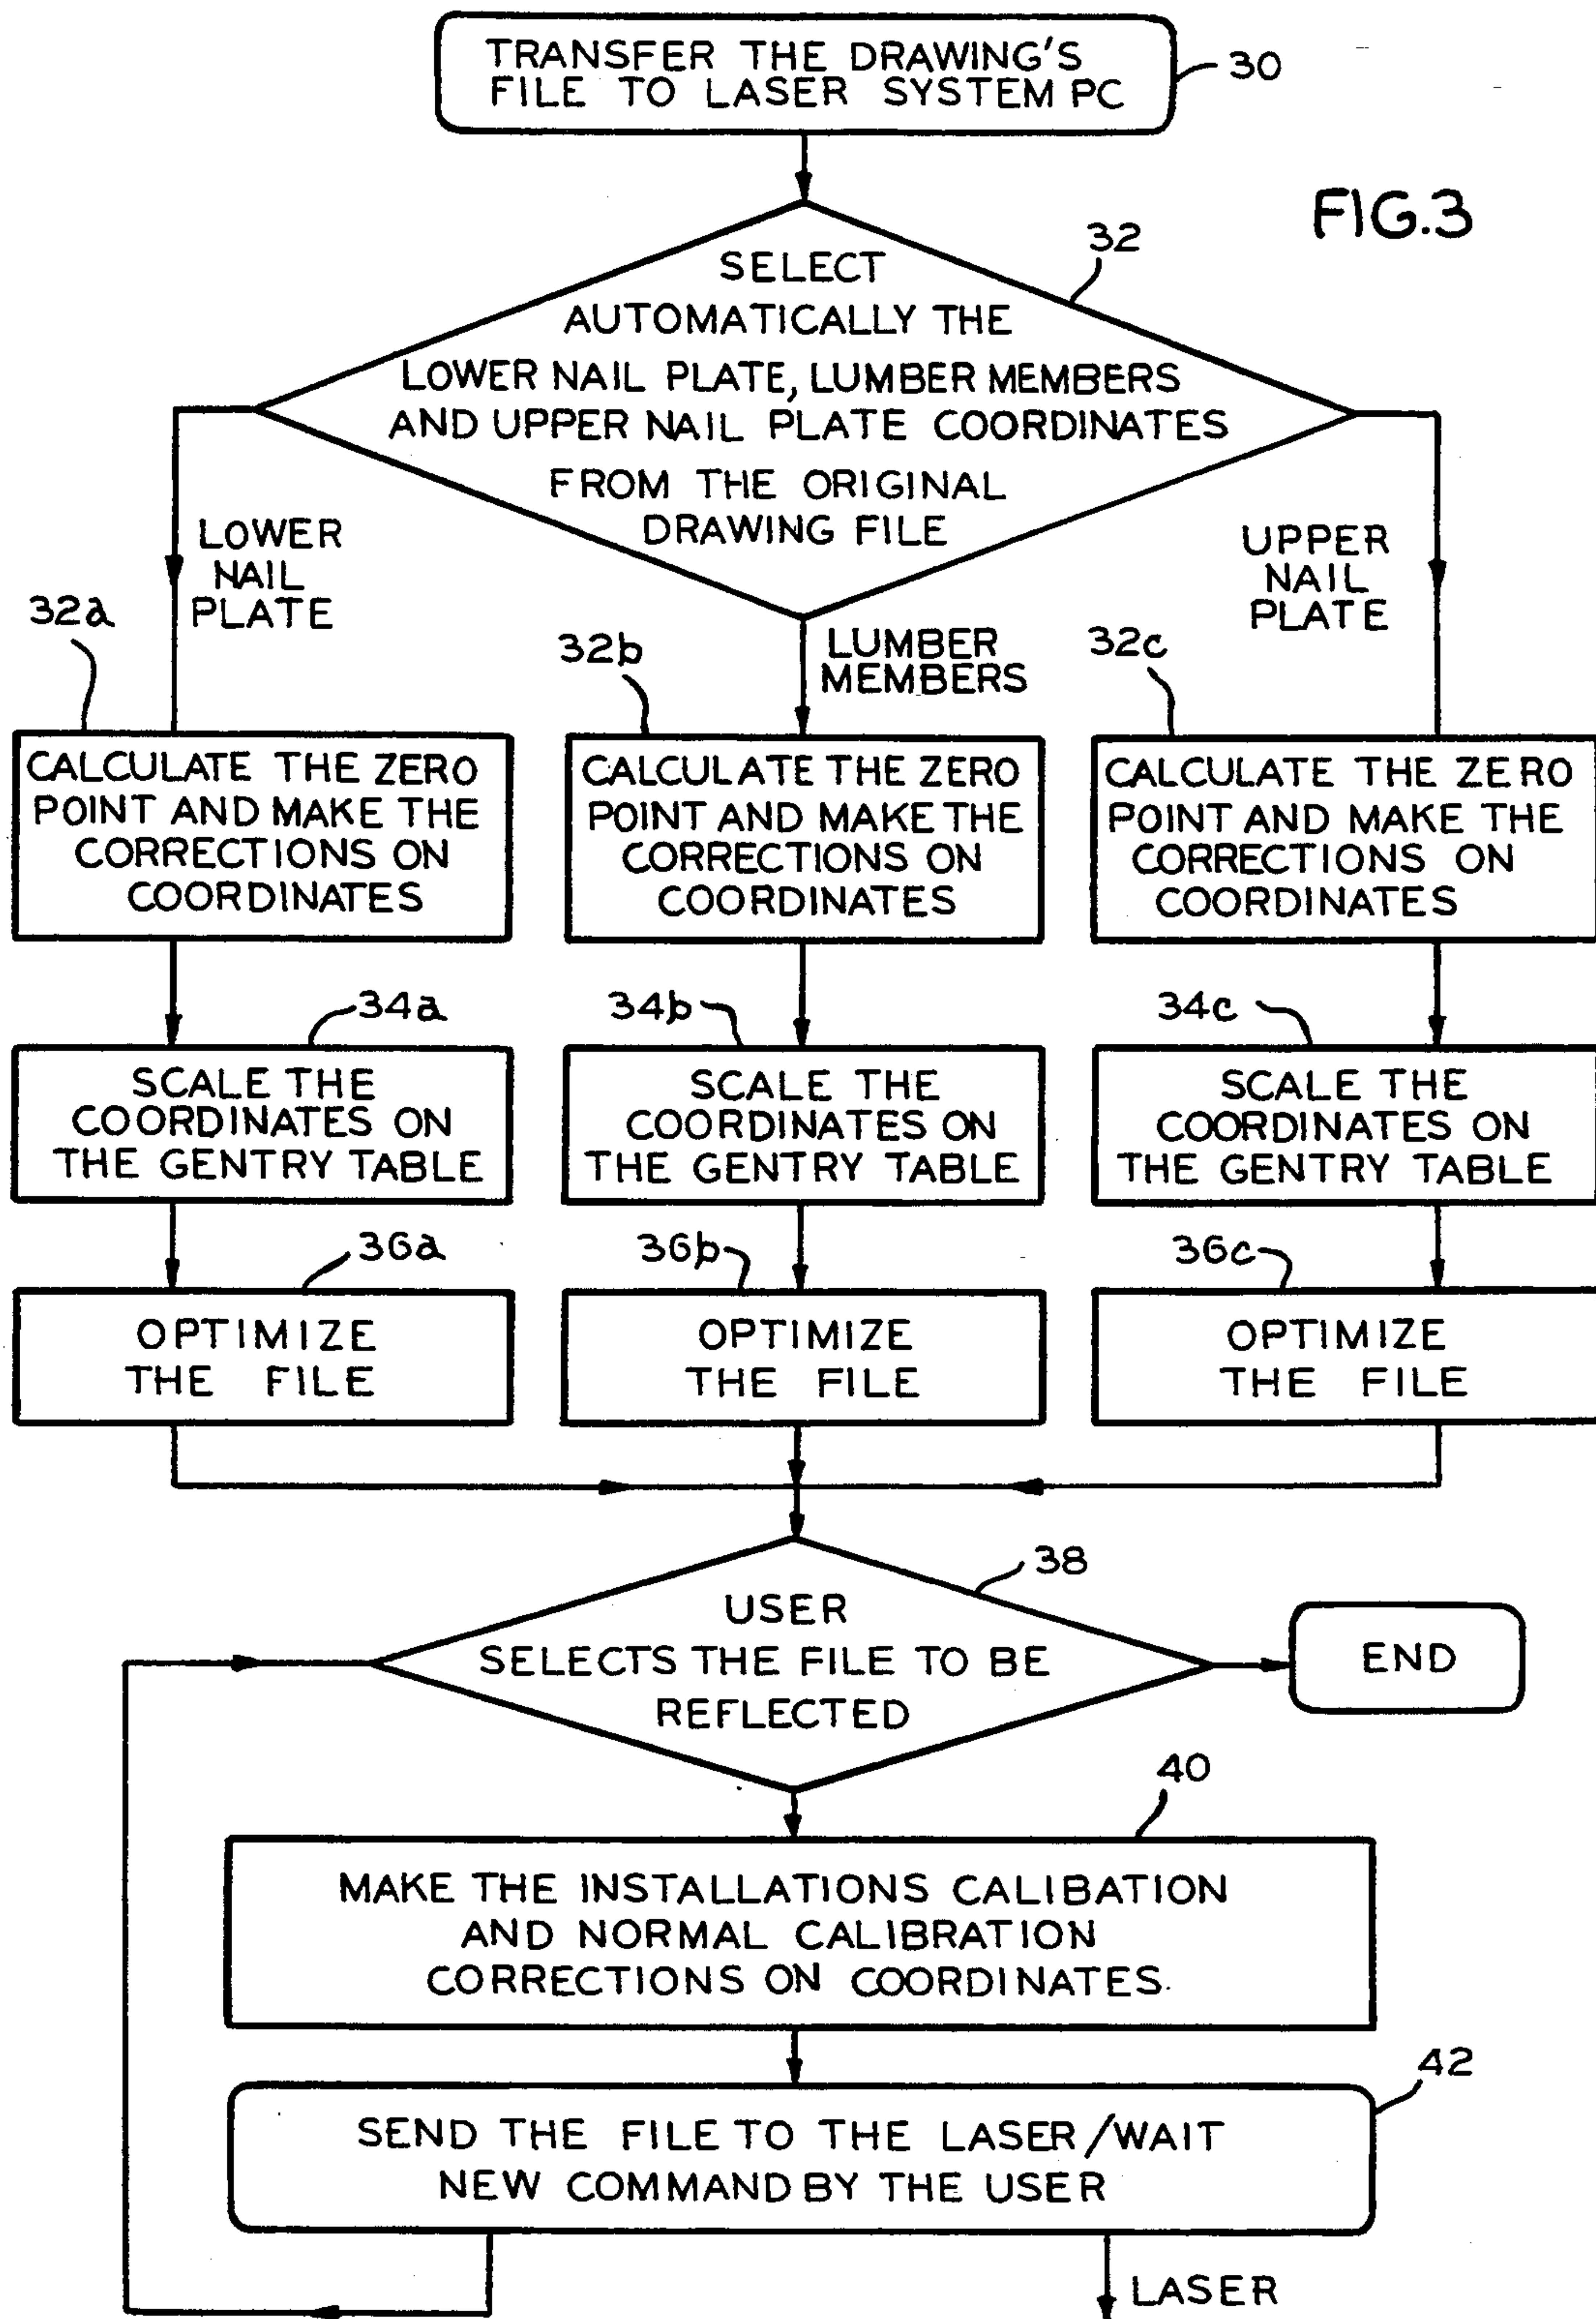 TRANSFER THE DRAWING'S
FILE TO LASER SYSTEM PC
30
FIG.3
32
SELECT
AUTOMATICALLY THE
LOWER NAIL PLATE, LUMBER MEMBERS
AND UPPER NAIL PLATE COORDINATES
FROM THE ORIGINAL
DRAWING FILE
LOWER
NAIL
PLATE
LUMBER
MEMBERS
UPPER
NAIL
PLATE
32a
CALCULATE THE ZERO
POINT AND MAKE THE
CORRECTIONS ON
COORDINATES
32b
CALCULATE THE ZERO
POINT AND MAKE THE
CORRECTIONS ON
COORDINATES
32c
CALCULATE THE ZERO
POINT AND MAKE THE
CORRECTIONS ON
COORDINATES
34a
SCALE THE
COORDINATES ON
THE GENTRY TABLE
34b
SCALE THE
COORDINATES ON
THE GENTRY TABLE
34c
SCALE THE
COORDINATES ON
THE GENTRY TABLE
36a
OPTIMIZE
THE FILE
36b
OPTIMIZE
THE FILE
36c
OPTIMIZE
THE FILE
38
USER
SELECTS THE FILE TO BE
REFLECTED
END
40
MAKE THE INSTALLATIONS CALIBATION
AND NORMAL CALIBRATION
CORRECTIONS ON COORDINATES.
42
SEND THE FILE TO THE LASER/WAIT
NEW COMMAND BY THE USER
LASER